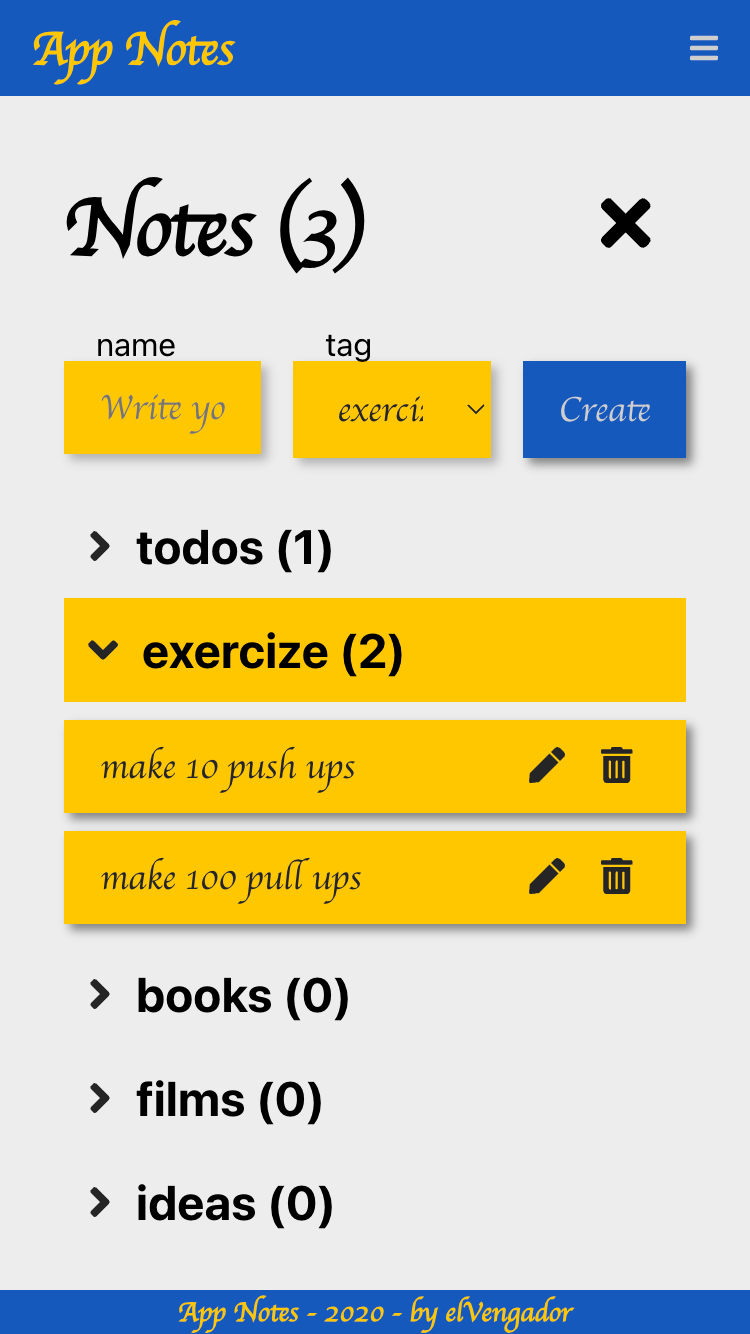 App Notes
Notes (3)
name tag
Write yo exerci Create
todos (1)
exercize (2)
make 10 push ups
make 100 pull ups
books (0)
films (0)
ideas (0)
App Notes - 2020 - by elVengador